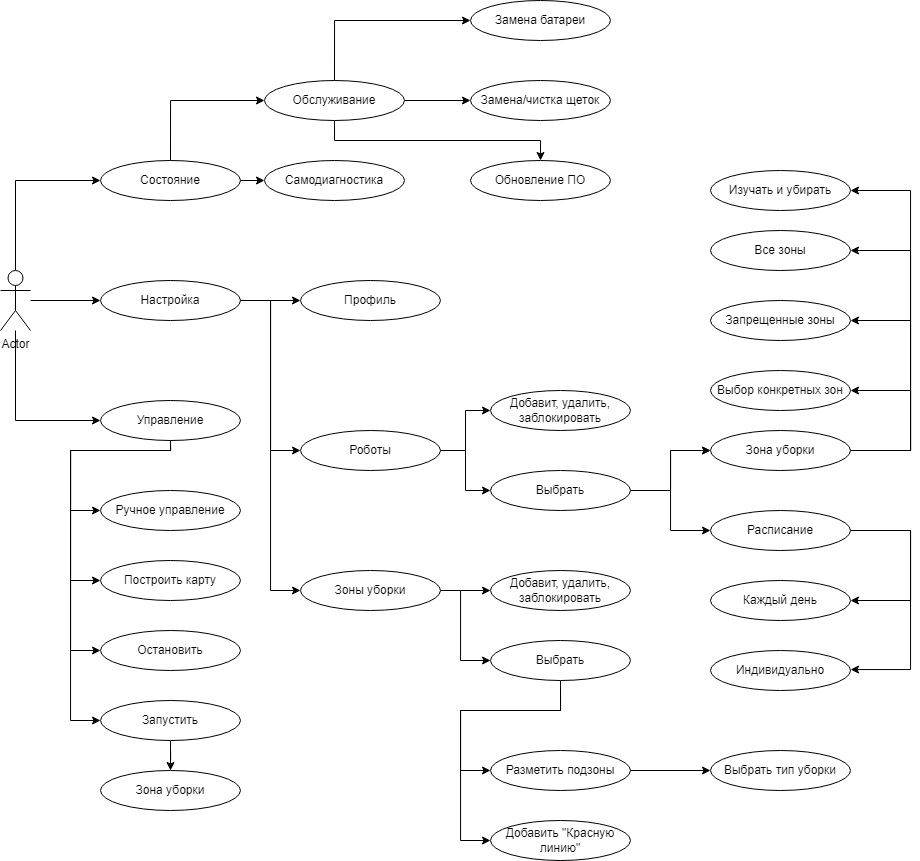 Замена батареи
Обслуживание
Замена/чистка щеток
Состояние
Самодиагностика
Обновление ПО
Изучать и убирать
Все зоны
Actor
Настройка
Профиль
Запрещенные зоны
Выбор конкретных зон
Управление
Добавит, удалить,
заблокировать
Роботы
Зона уборки
Выбрать
Ручное управление
Расписание
Построить карту
Зоны уборки
Добавит, удалить,
заблокировать
Каждый день
Остановить
Выбрать
Индивидуально
Запустить
Зона уборки
Разметить подзоны
Выбрать тип уборки
Добавить "Красную
линию"